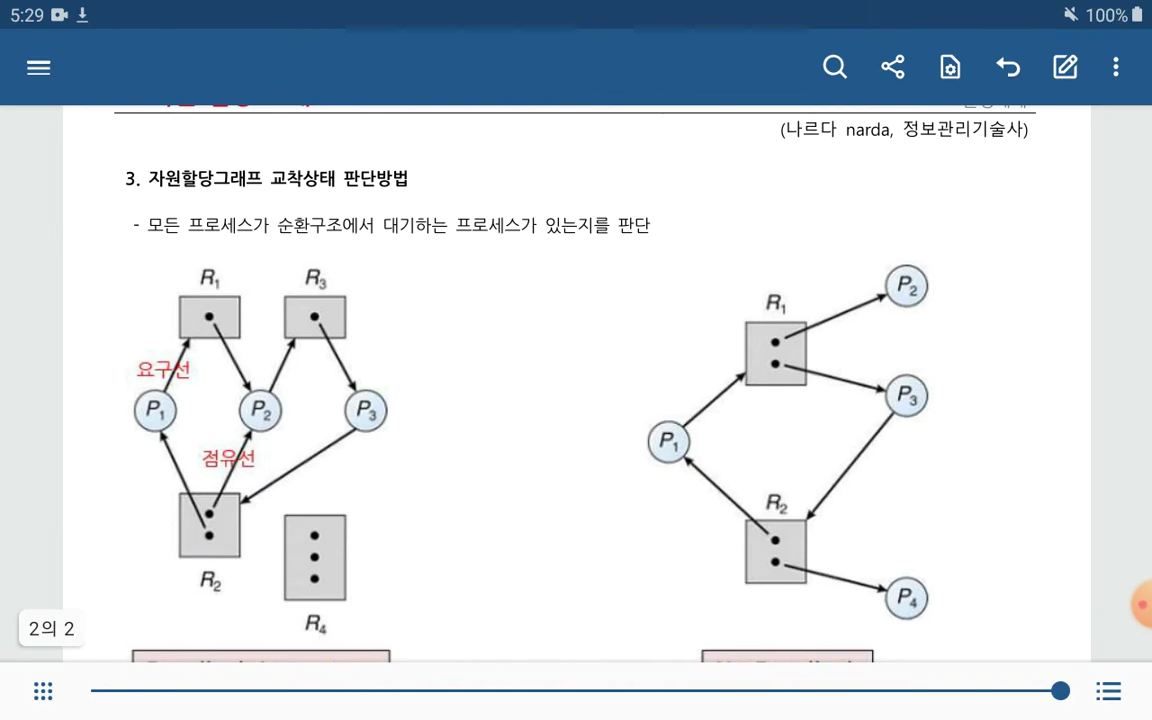 5:29 100%
(나르다 narda, 정보관리기술사)
3. 자원할당그래프 교착상태 판단방법
- 모든 프로세스가 순환구조에서 대기하는 프로세스가 있는지를 판단
R1 R3
요구선
P1 P2 P3
점유선
R2
R4
P2
R1
P3
P1
R2
P4
2의 2